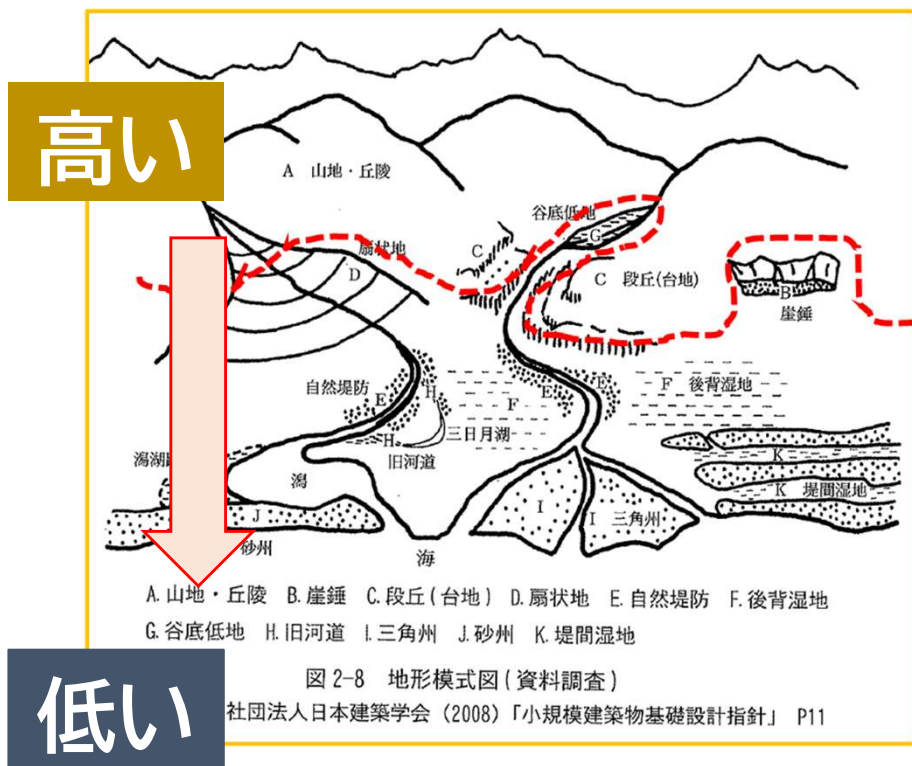 高い
A 山地・丘陵
谷底低地
G
扇状地
C
D
C 段丘(台地)
B
崖錐
自然堤防
E
H
E
E
F 後背湿地
F
三日月湖
H
旧河道
K
潟
K 堤間湿地
J
I
I 三角州
砂州
海
A.山地・丘陵 B.崖錐 C.段丘(台地) D.扇状地 E.自然堤防 F.後背湿地
G.谷底低地 H.旧河道 I.三角州 J.砂州 K.堤間湿地
図2-8 地形模式図(資料調査)
低い
社団法人日本建築学会(2008)「小規模建築物基礎設計指針」 P11